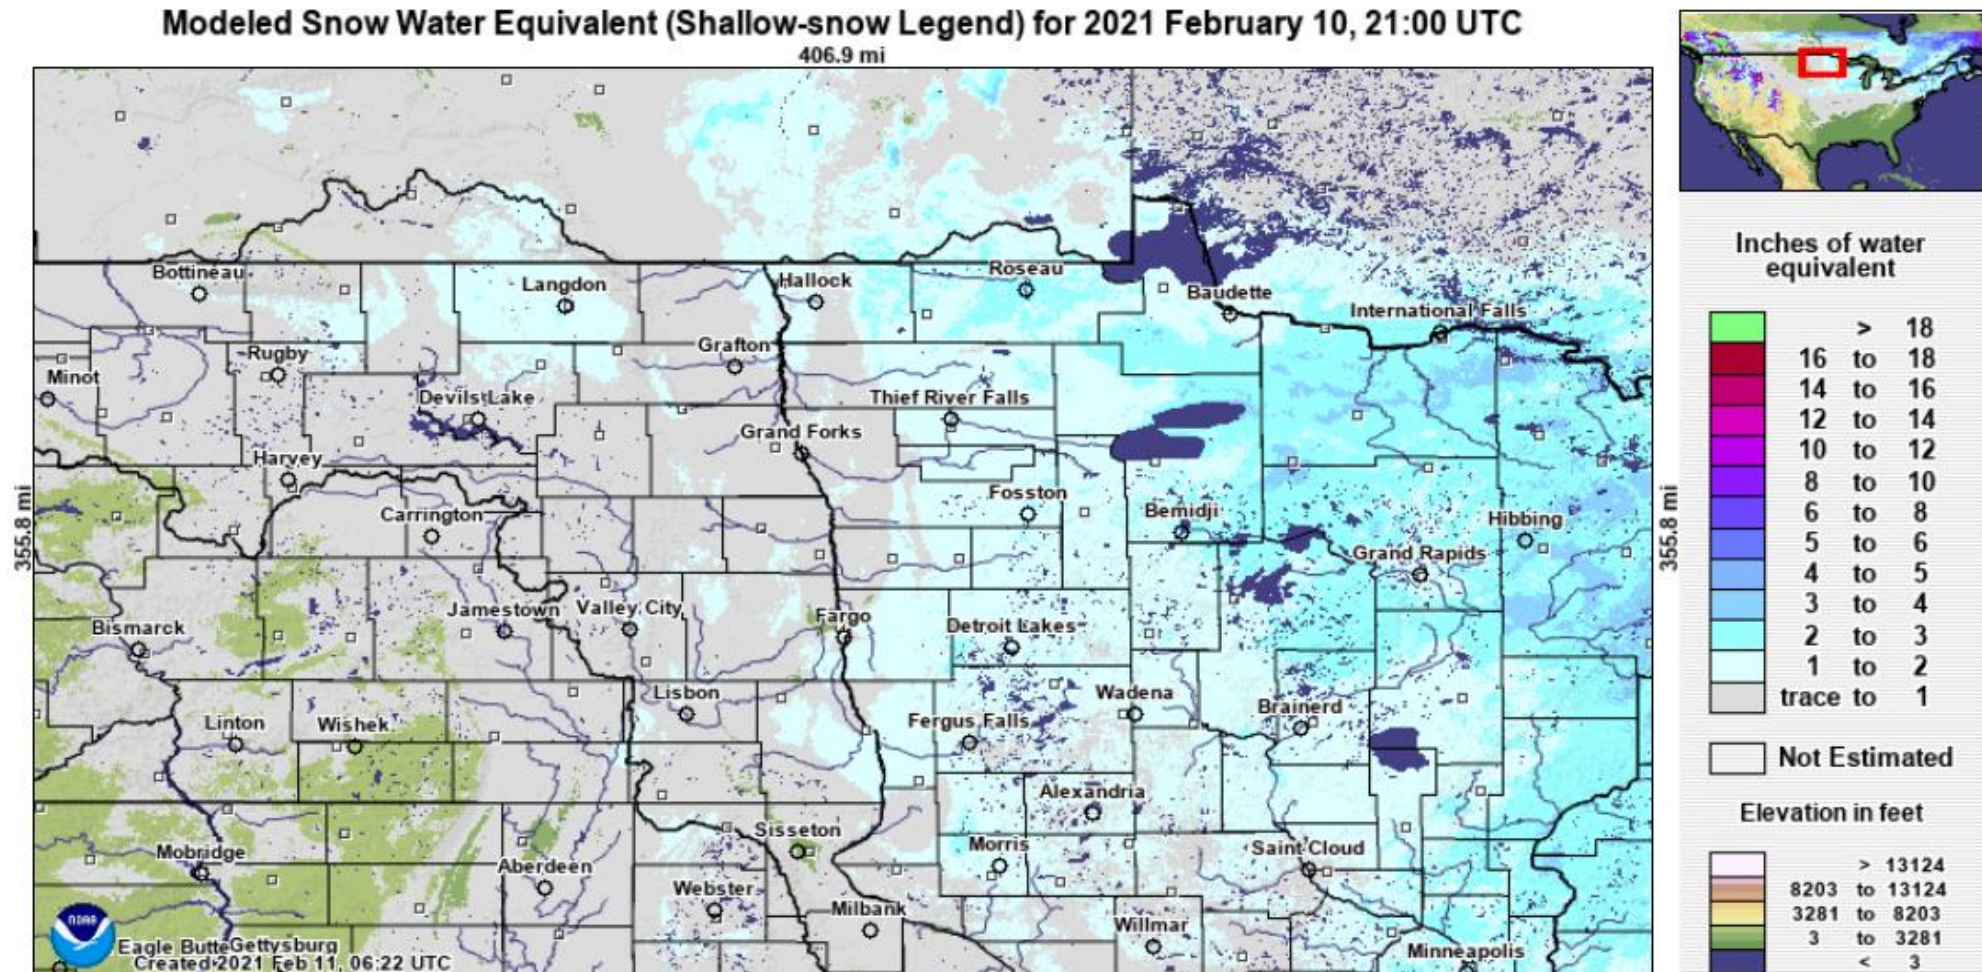 Modeled Snow Water Equivalent (Shallow-snow Legend) for 2021 February 10, 21:00 UTC
406.9 mi
355.8 mi
Bottineau
Langdon
Hallock
Roseau
Baudette
International Falls
Rugby
Grafton
Minot
Devils Lake
Thief River Falls
Grand Forks
Harvey
Fosston
Carrington
Bemidji
Hibbing
Grand Rapids
Jamestown
Valley City
Fargo
Bismarck
Detroit Lakes
Lisbon
Wadena
Linton
Wishek
Fergus Falls
Brainerd
Alexandria
Sisseton
Morris
Saint Cloud
Mobridge
Aberdeen
Webster
Milbank
Willmar
Minneapolis
NOAA
Eagle Butte
Gettysburg
Created 2021 Feb 11, 06:22 UTC
355.8 mi
Inches of water
equivalent
> 18
16 to 18
14 to 16
12 to 14
10 to 12
8 to 10
6 to 8
5 to 6
4 to 5
3 to 4
2 to 3
1 to 2
trace to 1
Not Estimated
Elevation in feet
> 13124
8203 to 13124
3281 to 8203
3 to 3281
< 3